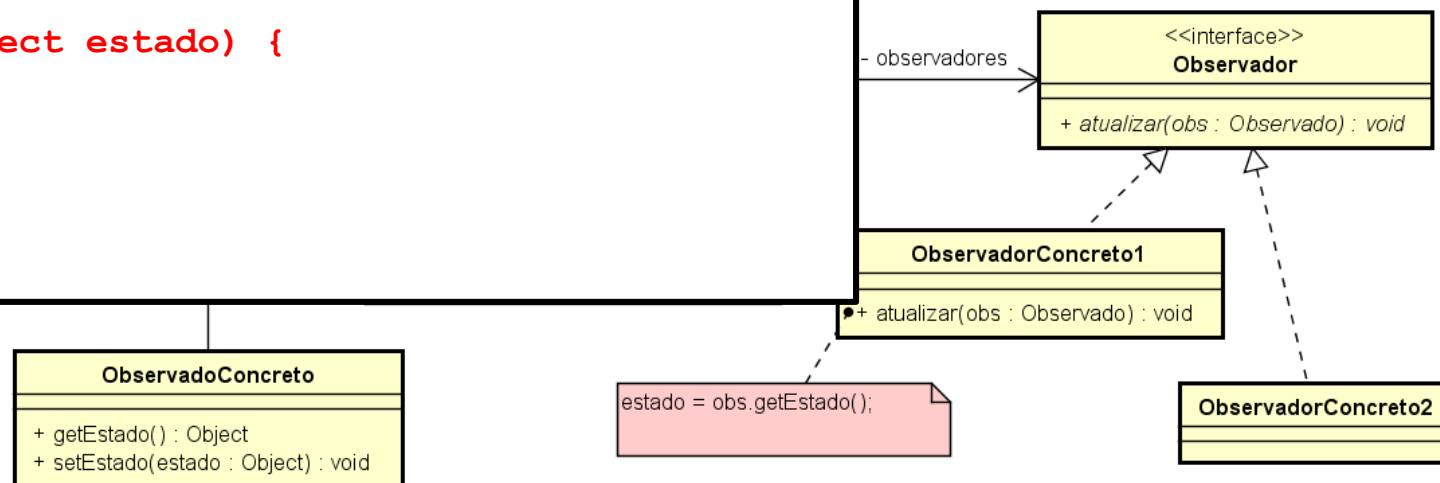 ect estado) {
- observadores
<<interface>>
Observador
+ atualizar(obs : Observado) : void
ObservadorConcreto1
+ atualizar(obs : Observado) : void
ObservadoConcreto
+ getEstado() : Object
+ setEstado(estado : Object) : void
estado = obs.getEstado();
ObservadorConcreto2